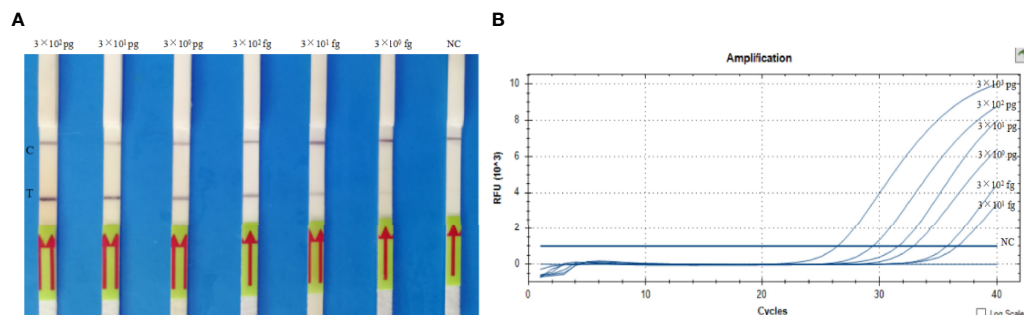 A
3×10² pg
3×10¹ pg
3×10⁰ pg
3×10² fg
3×10¹ fg
3×10⁰ fg
NC
C
T
B
Amplification
RFU (10^3)
10
8
6
4
2
0
0
10
20
30
40
Cycles
3×10³ pg
3×10² pg
3×10¹ pg
3×10⁰ pg
3×10² fg
3×10¹ fg
NC
Log Scale